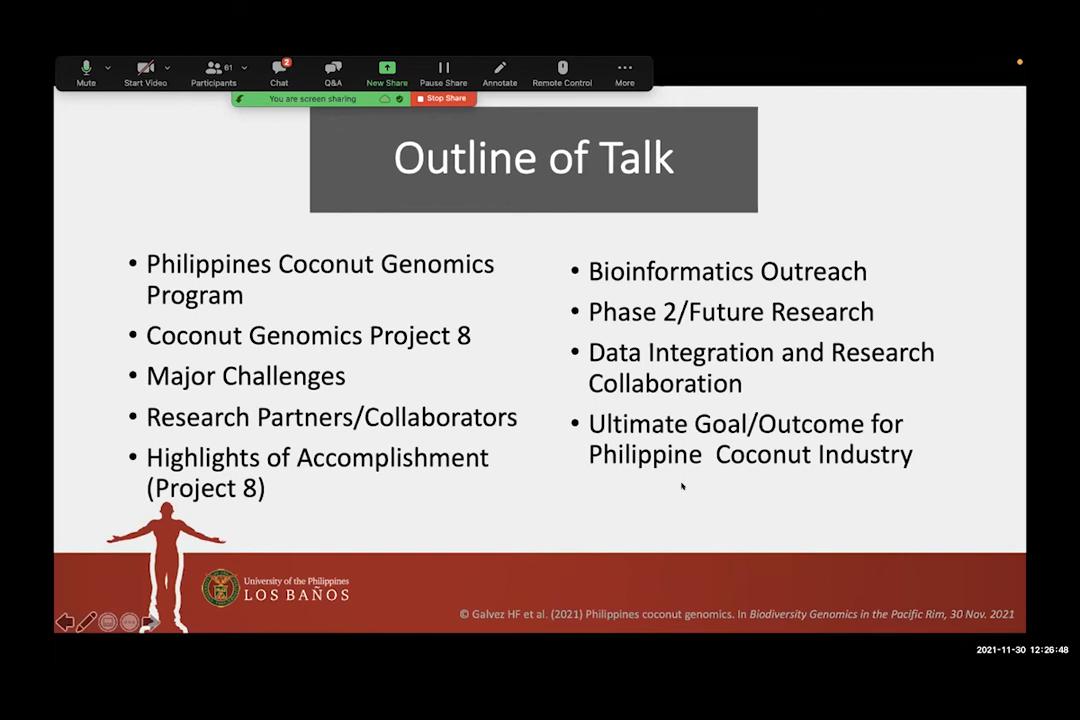 Mute
Start Video
61
Participants
2
Chat
Q&A
New Share
Pause Share
Annotate
Remote Control
More
You are screen sharing
Stop Share
Outline of Talk
• Philippines Coconut Genomics
Program
• Coconut Genomics Project 8
• Major Challenges
• Research Partners/Collaborators
• Highlights of Accomplishment
(Project 8)
• Bioinformatics Outreach
• Phase 2/Future Research
• Data Integration and Research
Collaboration
• Ultimate Goal/Outcome for
Philippine  Coconut Industry
University of the Philippines
LOS BAÑOS
© Galvez HF et al. (2021) Philippines coconut genomics. In Biodiversity Genomics in the Pacific Rim, 30 Nov. 2021
2021-11-30 12:26:48